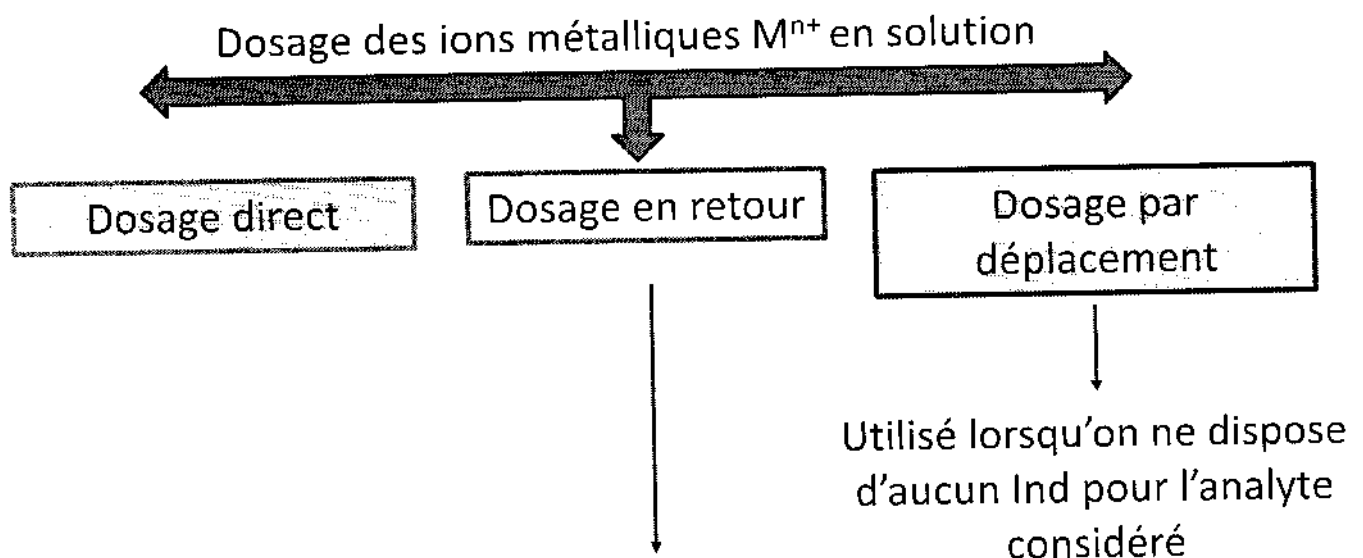 Dosage des ions métalliques Mⁿ⁺ en solution
Dosage direct
Dosage en retour
Dosage par
déplacement
Utilisé lorsqu'on ne dispose
d'aucun Ind pour l'analyte
considéré